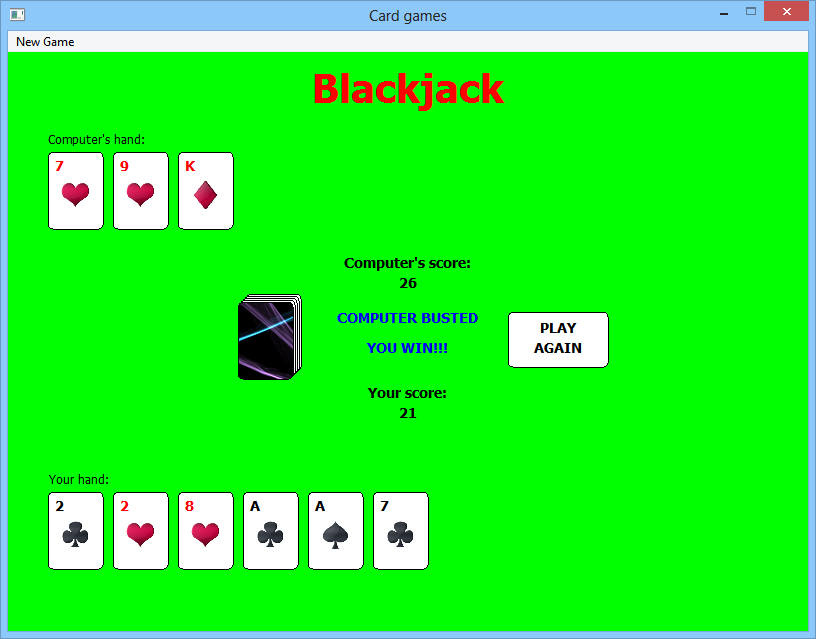 Card games
New Game
Blackjack
Computer's hand:
7 9 K
Computer's score:
26
COMPUTER BUSTED
YOU WIN!!!
PLAY
AGAIN
Your score:
21
Your hand:
2 2 8 A A 7